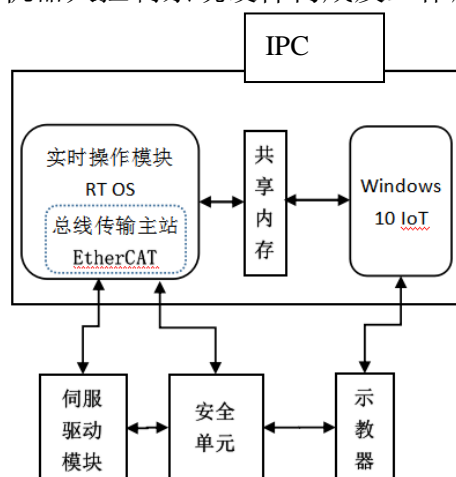 IPC
实时操作模块
RT OS
总线传输主站
EtherCAT
共
享
内
存
Windows
10 IoT
伺服
驱动
模块
安全
单元
示
教
器